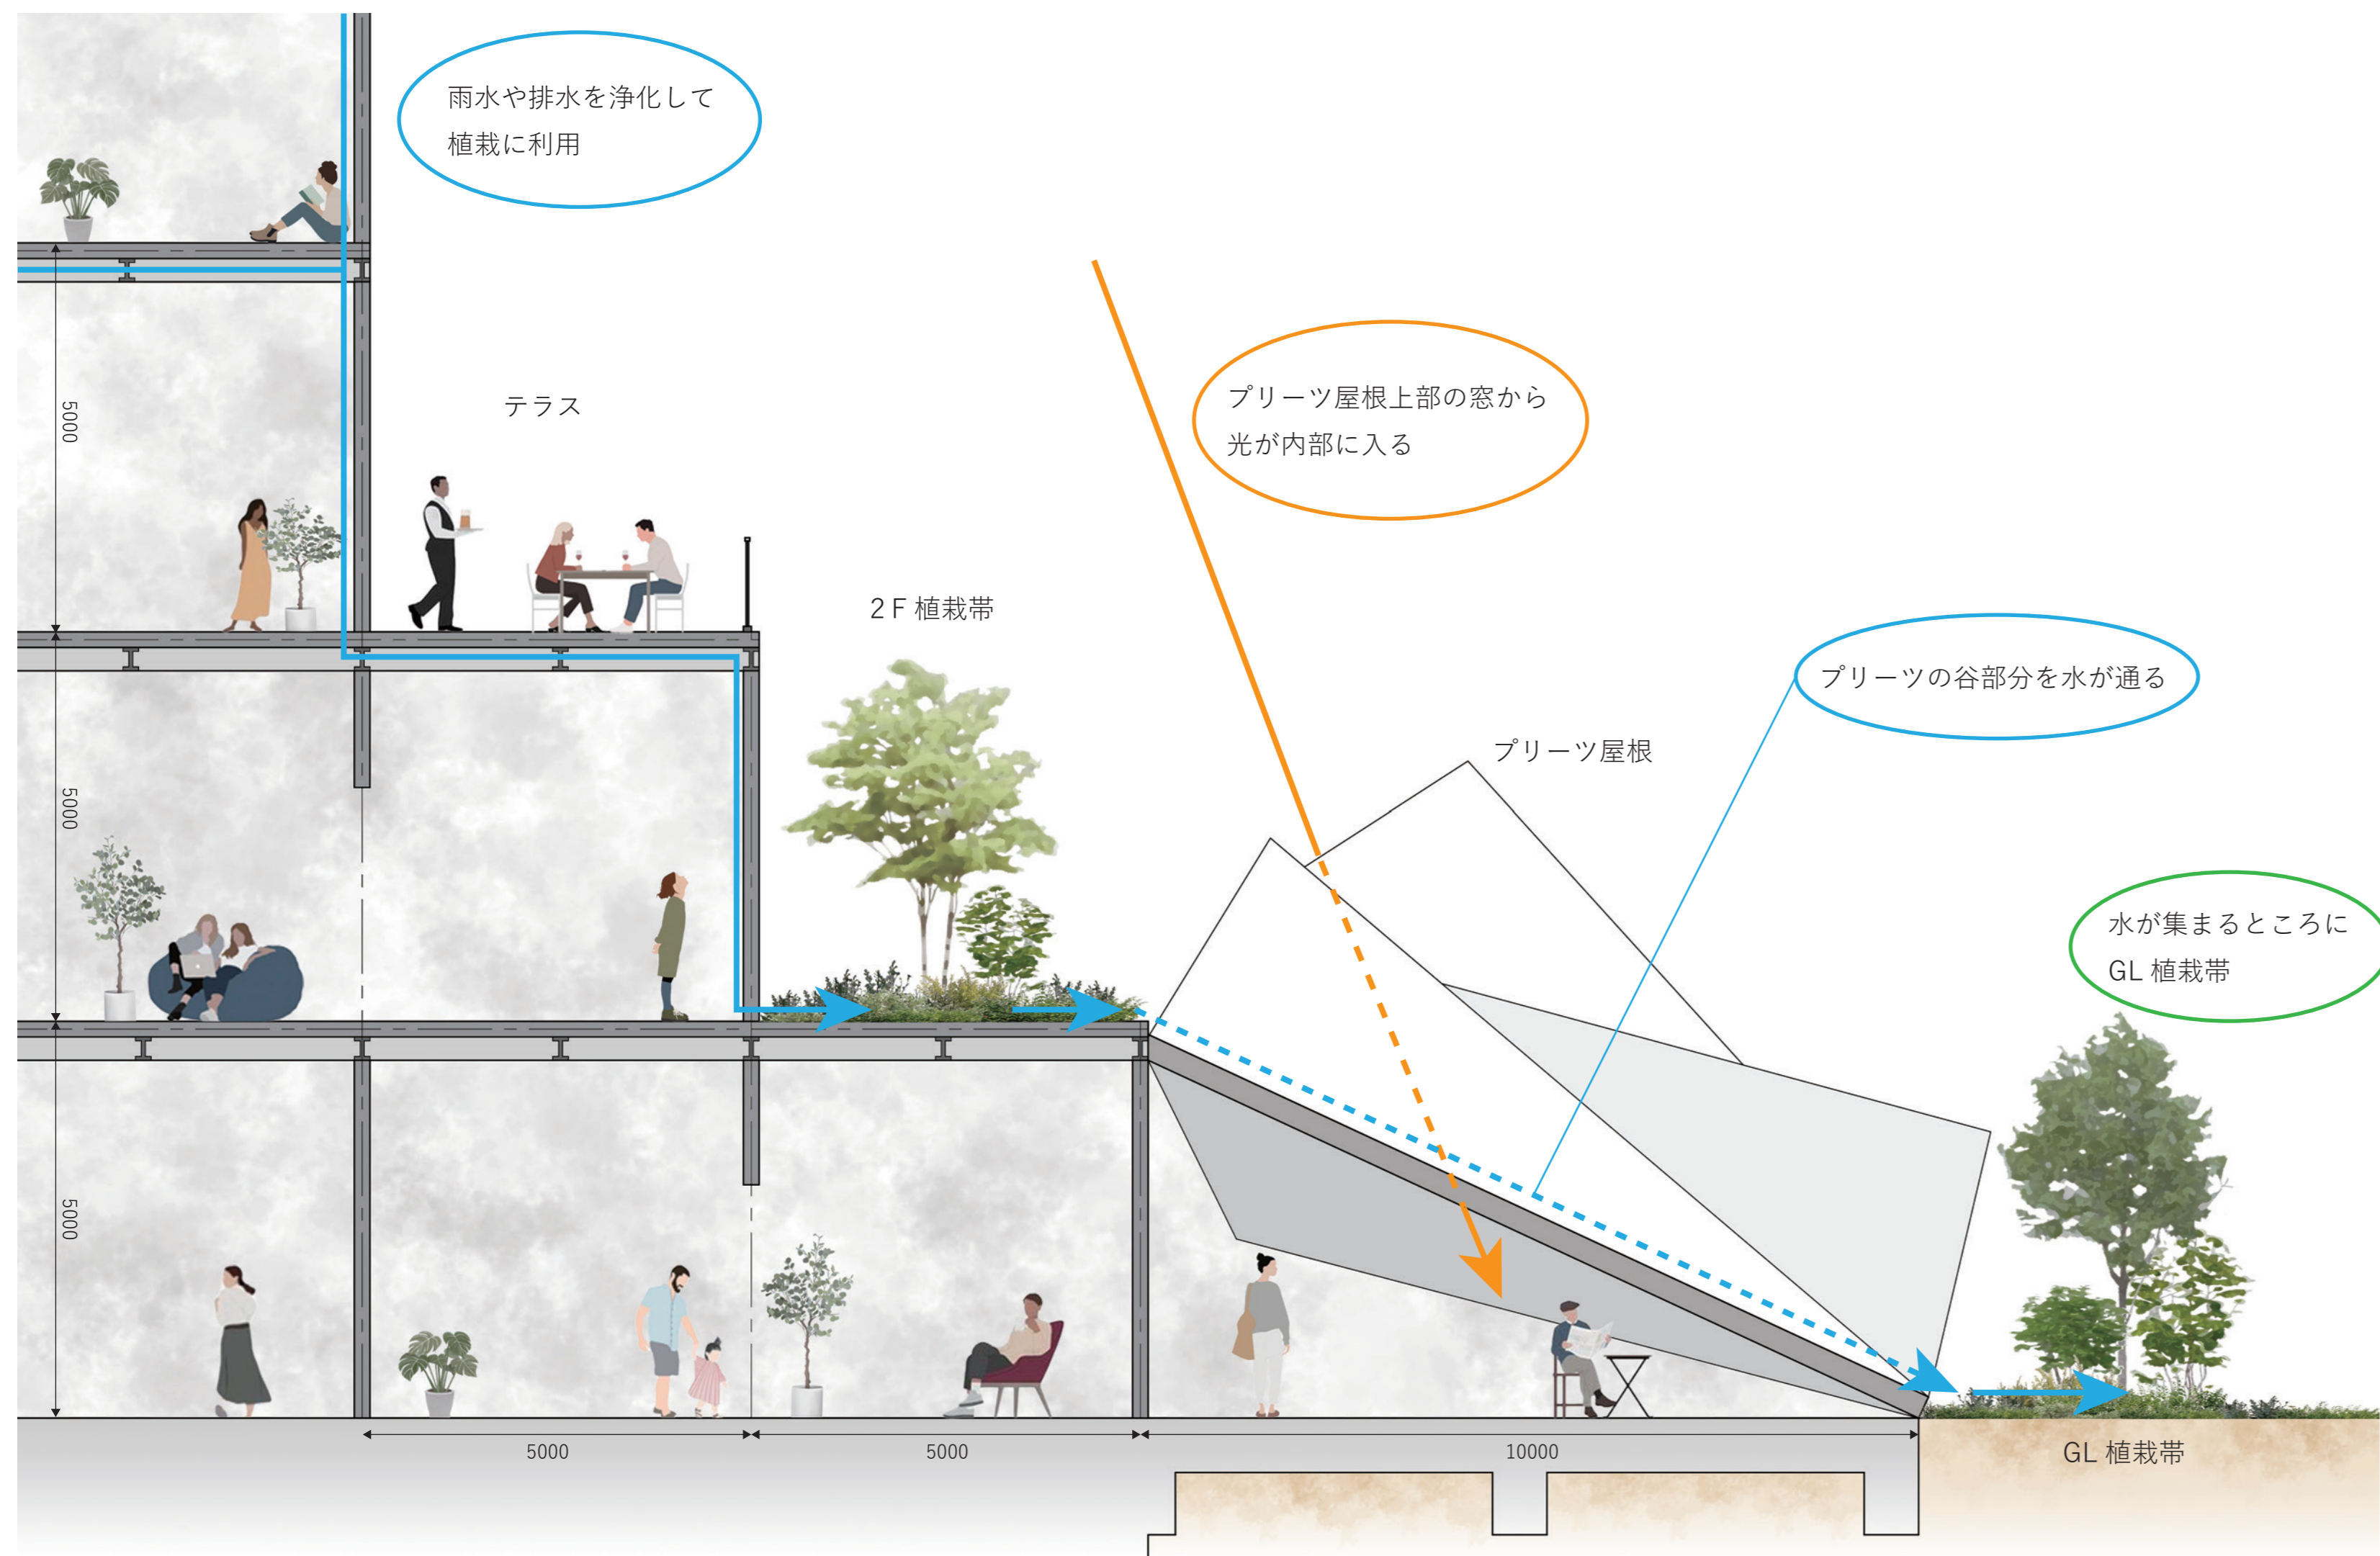 雨水や排水を浄化して
植栽に利用
プリーツ屋根上部の窓から
光が内部に入る
テラス
5000
2 F 植栽帯
プリーツの谷部分を水が通る
プリーツ屋根
5000
水が集まるところに
GL 植栽帯
5000
5000
5000
10000
GL 植栽帯